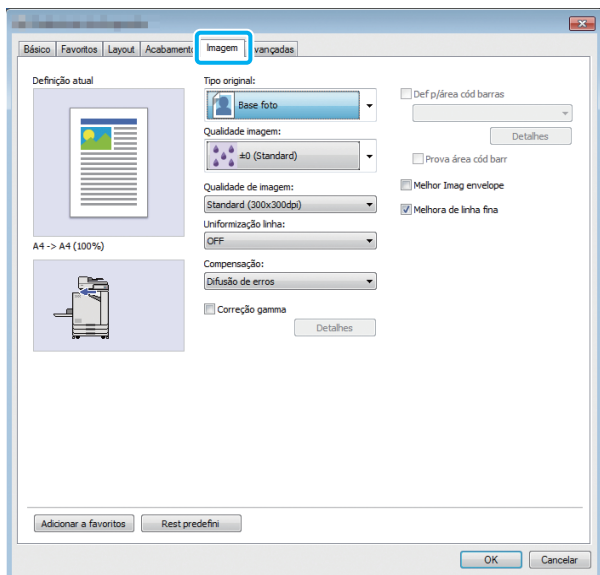 Básico Favoritos Layout Acabamento Imagem vançadas
Definição atual
A4 -> A4 (100%)
Tipo original:
Base foto
Qualidade imagem:
±0 (Standard)
Qualidade de imagem:
Standard (300x300dpi)
Uniformização linha:
OFF
Compensação:
Difusão de erros
Correção gamma
Detalhes
Def p/área cód barras
Detalhes
Prova área cód barr
Melhor Imag envelope
Melhora de linha fina
Adicionar a favoritos Rest predefini
OK Cancelar